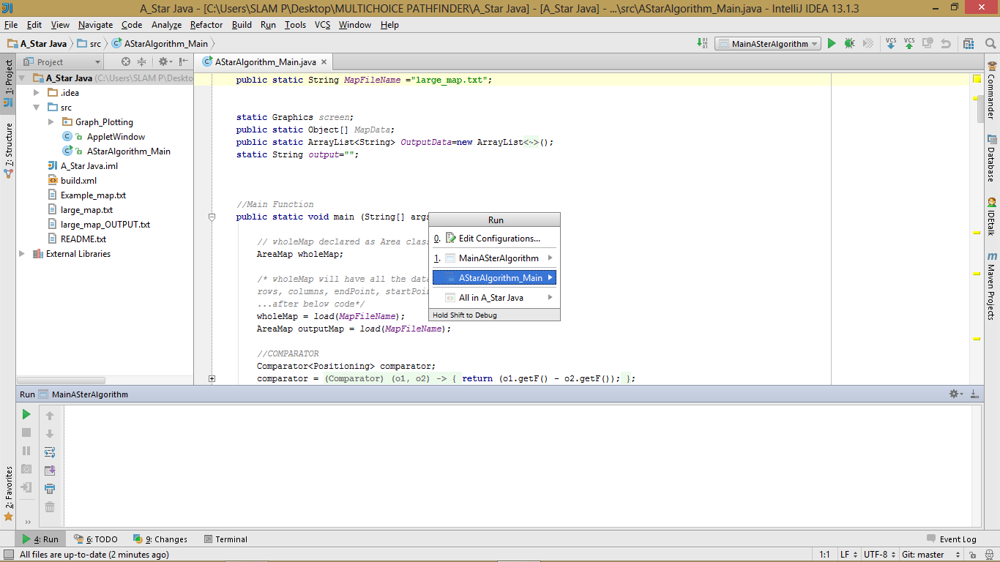 A_Star Java - [C:\Users\SLAM P\Desktop\MULTICHOICE PATHFINDER\A_Star Java] - [A_Star Java] - ...\src\AStarAlgorithm_Main.java - IntelliJ IDEA 13.1.3
File Edit View Navigate Code Analyze Refactor Build Run Tools VCS Window Help
A_Star Java src AStarAlgorithm_Main
MainASterAlgorithm
VCS VCS
Project
AStarAlgorithm_Main.java
1: Project
7: Structure
2: Favorites
A_Star Java (C:\Users\SLAM P\Deskto
.idea
src
Graph_Plotting
AppletWindow
AStarAlgorithm_Main
A_Star Java.iml
build.xml
Example_map.txt
large_map.txt
large_map_OUTPUT.txt
README.txt
External Libraries
public static String MapFileName ="large_map.txt";
static Graphics screen;
public static Object[] MapData;
public static ArrayList<String> OutputData=new ArrayList<~>();
static String output="";
//Main Function
public static void main (String[] args
// wholeMap declared as Area clas
AreaMap wholeMap;
/* wholeMap will have all the data
rows, columns, endPoint, startPoi
...after below code*/
wholeMap = load(MapFileName);
AreaMap outputMap = load(MapFileName);
//COMPARATOR
Comparator<Positioning> comparator;
comparator = (Comparator) (o1, o2) -> { return (o1.getF() - o2.getF()); };
Run
0. Edit Configurations...
1. MainASterAlgorithm
AStarAlgorithm_Main
All in A_Star Java
Hold Shift to Debug
Commander
Database
IDEtalk
Maven Projects
Run MainASterAlgorithm
4: Run 6: TODO 9: Changes Terminal Event Log
All files are up-to-date (2 minutes ago) 1:1 LF UTF-8 Git: master